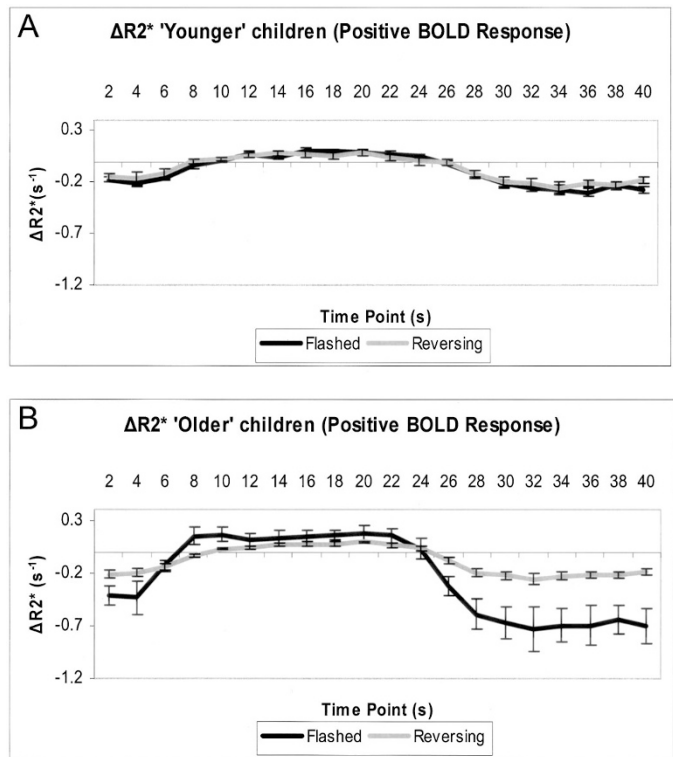 A
ΔR2* 'Younger' children (Positive BOLD Response)
2 4 6 8 10 12 14 16 18 20 22 24 26 28 30 32 34 36 38 40
0.3
-0.2
-0.7
-1.2
ΔR2* (s⁻¹)
Time Point (s)
Flashed Reversing
B
ΔR2* 'Older' children (Positive BOLD Response)
2 4 6 8 10 12 14 16 18 20 22 24 26 28 30 32 34 36 38 40
0.3
-0.2
-0.7
-1.2
ΔR2* (s⁻¹)
Time Point (s)
Flashed Reversing